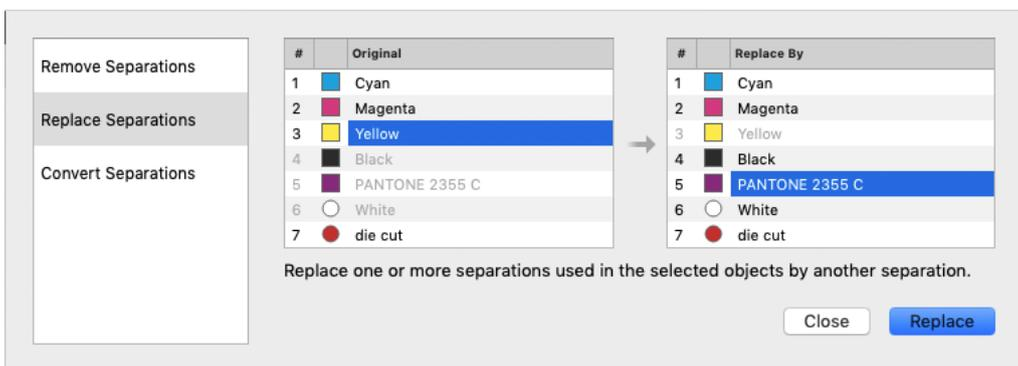 Remove Separations
Replace Separations
Convert Separations
# Original
1 Cyan
2 Magenta
3 Yellow
4 Black
5 PANTONE 2355 C
6 White
7 die cut
# Replace By
1 Cyan
2 Magenta
3 Yellow
4 Black
5 PANTONE 2355 C
6 White
7 die cut
Replace one or more separations used in the selected objects by another separation.
Close Replace